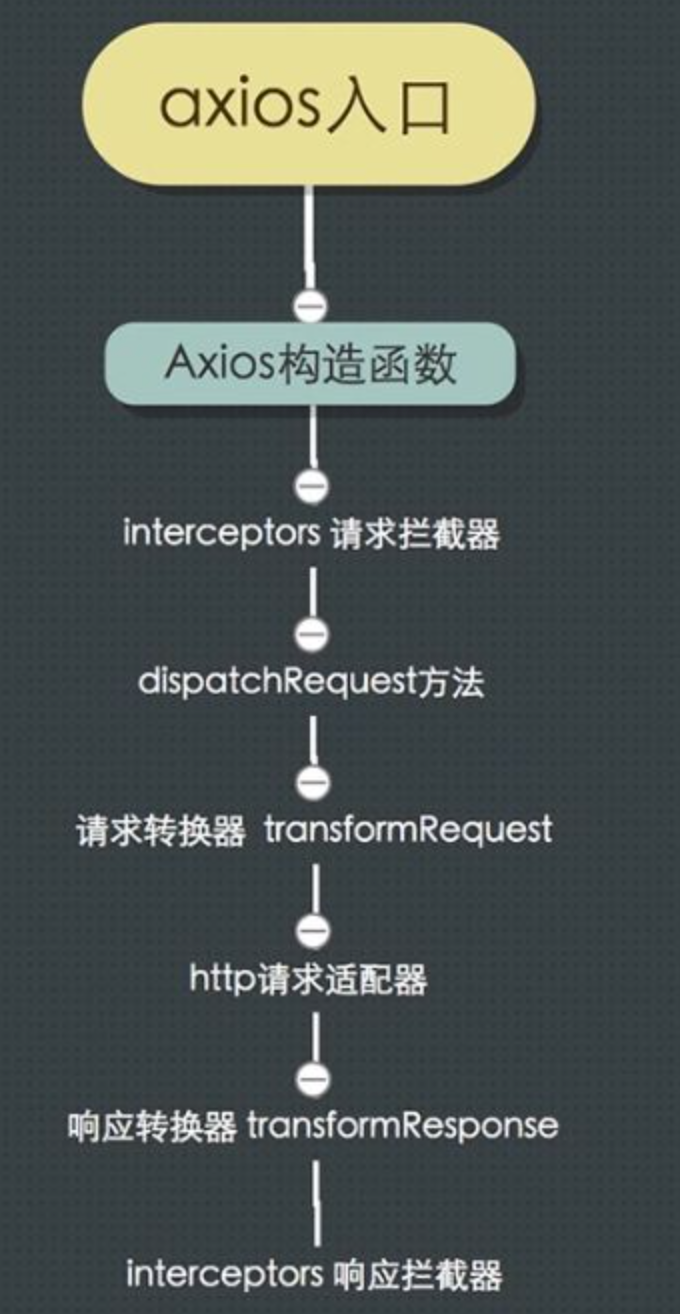 axios入口
Axios构造函数
interceptors 请求拦截器
dispatchRequest方法
请求转换器 transformRequest
http请求适配器
响应转换器 transformResponse
interceptors 响应拦截器